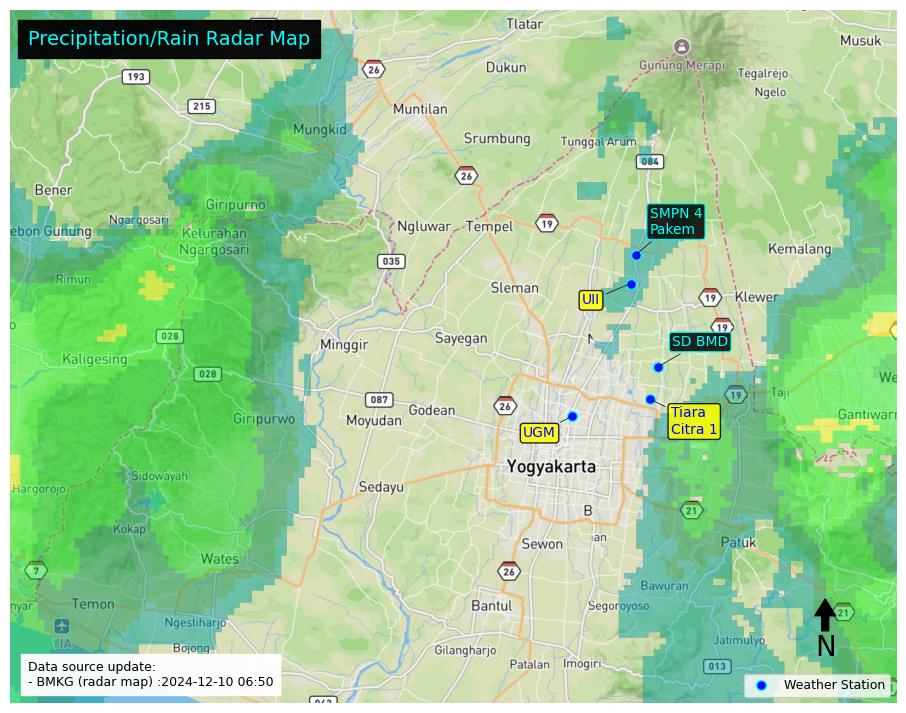 Precipitation/Rain Radar Map
Tlatar
Musuk
26
Gunung Merapi
Dukun
Tegalrejo
193
Ngelo
215
Muntilan
Mungkid
Srumbung
Tunggal Arum
084
26
Bener
Giripurno
SMPN 4
Pakem
Ngargosari
Ngluwar
Tempel
19
ebon Gunung
Kelurahan
Ngargosari
Kemalang
035
Rimun
Sleman
UII
19
Klewer
19
028
Sayegan
N
SD BMD
Minggir
Kaligesing
028
We
087
26
19
Taji
Giripurwo
Godean
Moyudan
Tiara
Citra 1
Gantiwarn
UGM
Yogyakarta
Sidowayah
Hargorojo
Sedayu
B
21
Kokap
Sewon
an
Patuk
Wates
7
26
Bawuran
nyar
Temon
Bantul
Segoroyoso
21
Ngestiharjo
YIA
N
Jatimulyo
Bojong
Gilangharjo
Patalan
Imogiri
013
Data source update:
- BMKG (radar map) :2024-12-10 06:50
Weather Station